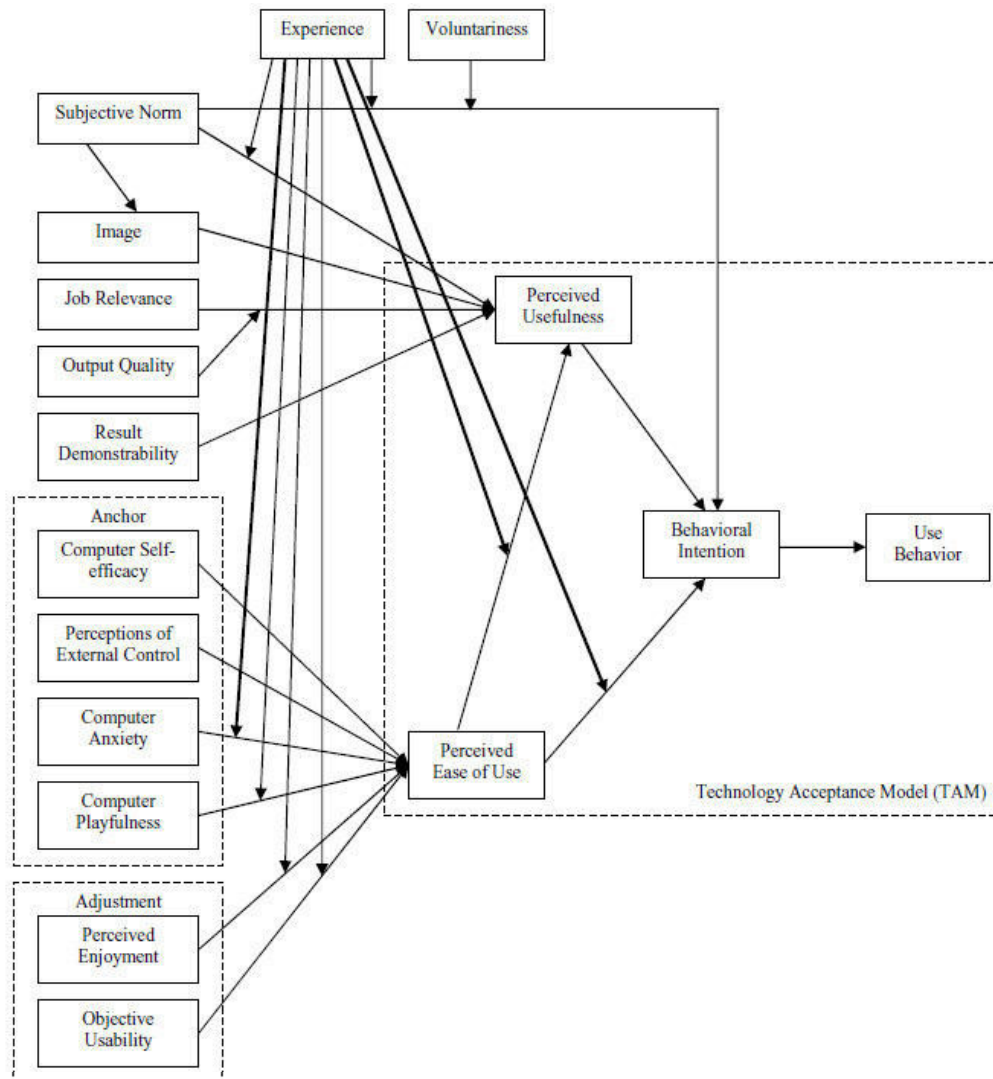 Experience
Voluntariness
Subjective Norm
Image
Job Relevance
Output Quality
Result
Demonstrability
Perceived
Usefulness
Anchor
Computer Self-
efficacy
Perceptions of
External Control
Computer
Anxiety
Computer
Playfulness
Behavioral
Intention
Use
Behavior
Perceived
Ease of Use
Technology Acceptance Model (TAM)
Adjustment
Perceived
Enjoyment
Objective
Usability